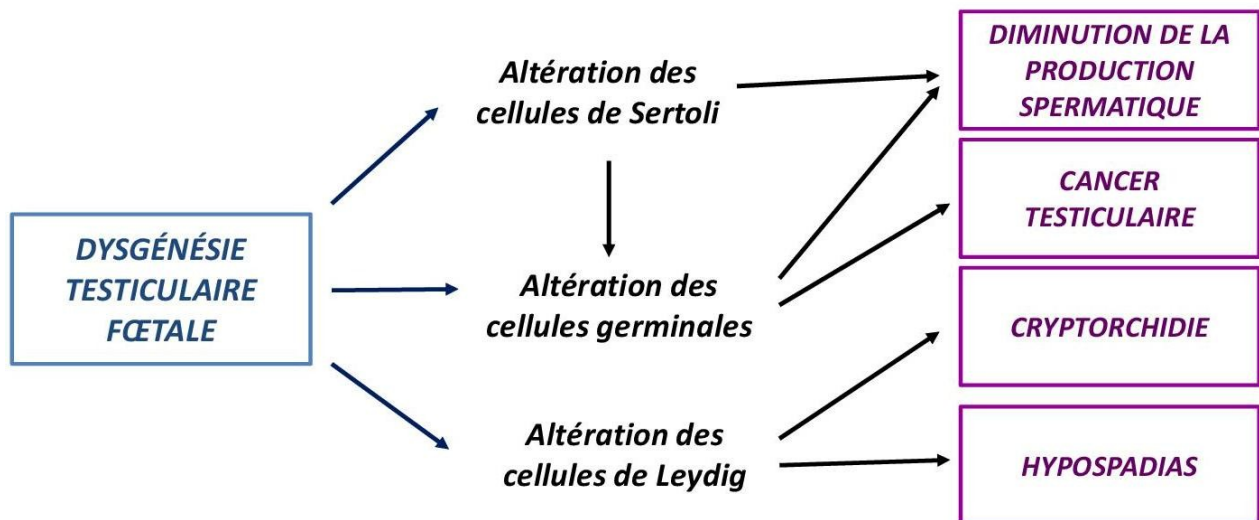 DYSGÉNÉSIE
TESTICULAIRE
FŒTALE
Altération des
cellules de Sertoli
Altération des
cellules germinales
Altération des
cellules de Leydig
DIMINUTION DE LA
PRODUCTION
SPERMATIQUE
CANCER
TESTICULAIRE
CRYPTORCHIDIE
HYPOSPADIAS